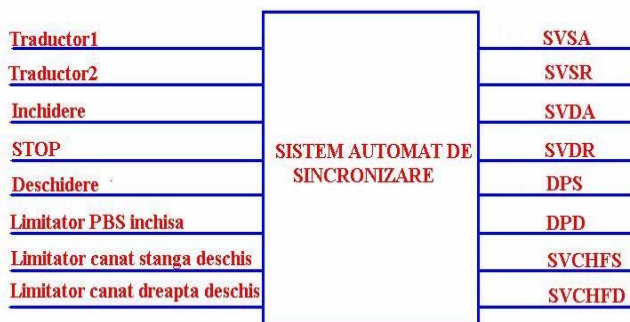 Traductor1
Traductor2
Inchidere
STOP
Deschidere
Limitator PBS inchisa
Limitator canat stanga deschis
Limitator canat dreapta deschis
SISTEM AUTOMAT DE
SINCRONIZARE
SVSA
SVSR
SVDA
SVDR
DPS
DPD
SVCHFS
SVCHFD